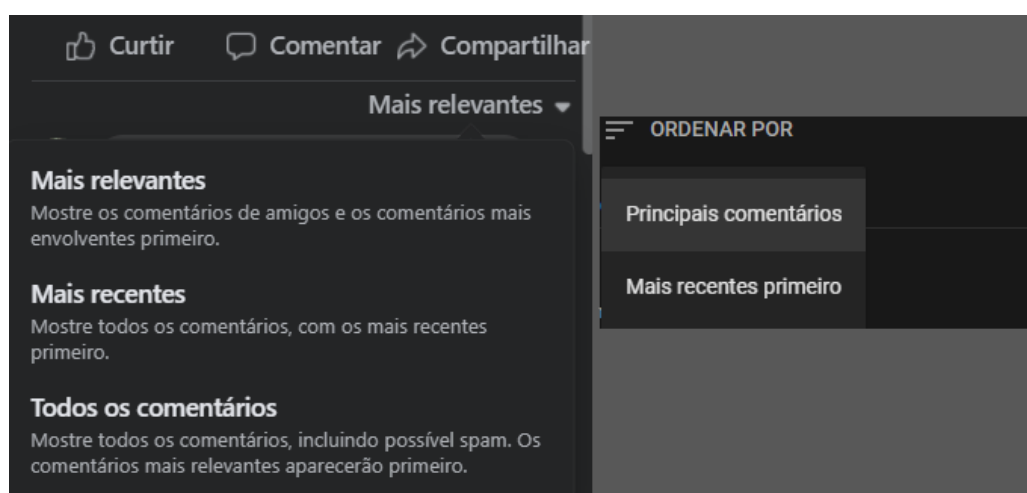 Curtir Comentar Compartilhar
Mais relevantes
Mais relevantes
Mostre os comentários de amigos e os comentários mais
envolventes primeiro.
Mais recentes
Mostre todos os comentários, com os mais recentes
primeiro.
Todos os comentários
Mostre todos os comentários, incluindo possível spam. Os
comentários mais relevantes aparecerão primeiro.
ORDENAR POR
Principais comentários
Mais recentes primeiro